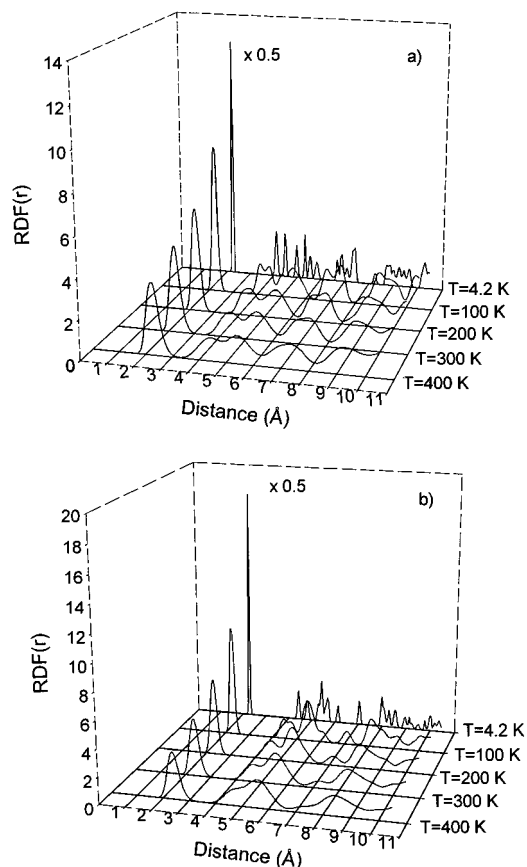 14
x 0.5
a)
12
10
8
RDF(r)
6
4
2
0
T=4.2 K
T=100 K
T=200 K
T=300 K
T=400 K
1 2 3 4 5 6 7 8 9 10 11
Distance (Å)
20
x 0.5
b)
18
16
14
12
10
RDF(r)
8
6
4
2
0
T=4.2 K
T=100 K
T=200 K
T=300 K
T=400 K
1 2 3 4 5 6 7 8 9 10 11
Distance (Å)